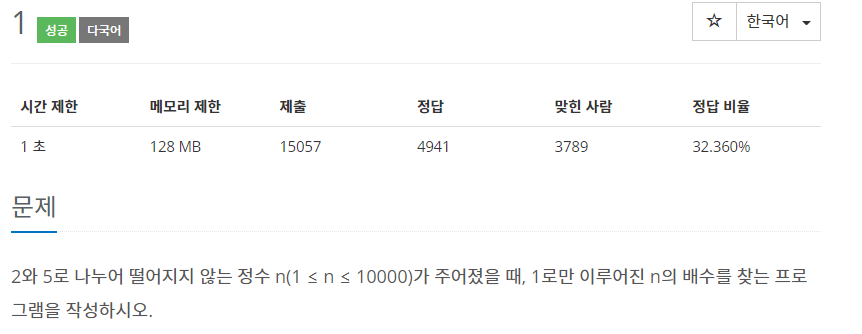 1 성공 다국어 ☆ 한국어
시간 제한 메모리 제한 제출 정답 맞힌 사람 정답 비율
1 초 128 MB 15057 4941 3789 32.360%
문제
2와 5로 나누어 떨어지지 않는 정수 n(1 ≤ n ≤ 10000)가 주어졌을 때, 1로만 이루어진 n의 배수를 찾는 프로
그램을 작성하시오.